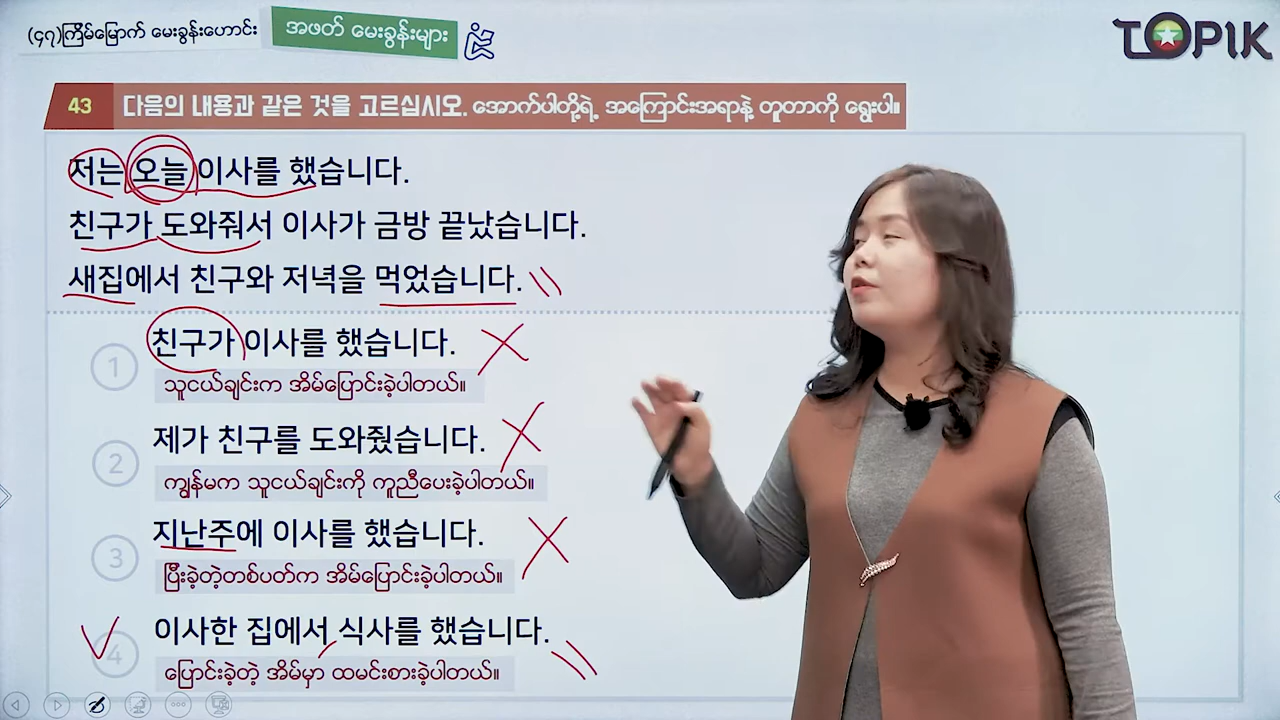 (၄၇)ကြိမ်မြောက် မေးခွန်းဟောင်း
အဖတ် မေးခွန်းများ
TOPIK
43 다음의 내용과 같은 것을 고르십시오. အောက်ပါတို့ရဲ့ အကြောင်းအရာနဲ့ တူတာကို ရွေးပါ။
저는 오늘 이사를 했습니다.
친구가 도와줘서 이사가 금방 끝났습니다.
새집에서 친구와 저녁을 먹었습니다.
1 친구가 이사를 했습니다.
သူငယ်ချင်းက အိမ်ပြောင်းခဲ့ပါတယ်။
2 제가 친구를 도와줬습니다.
ကျွန်မက သူငယ်ချင်းကို ကူညီပေးခဲ့ပါတယ်။
3 지난주에 이사를 했습니다.
ပြီးခဲ့တဲ့တစ်ပတ်က အိမ်ပြောင်းခဲ့ပါတယ်။
4 이사한 집에서 식사를 했습니다.
ပြောင်းခဲ့တဲ့ အိမ်မှာ ထမင်းစားခဲ့ပါတယ်။